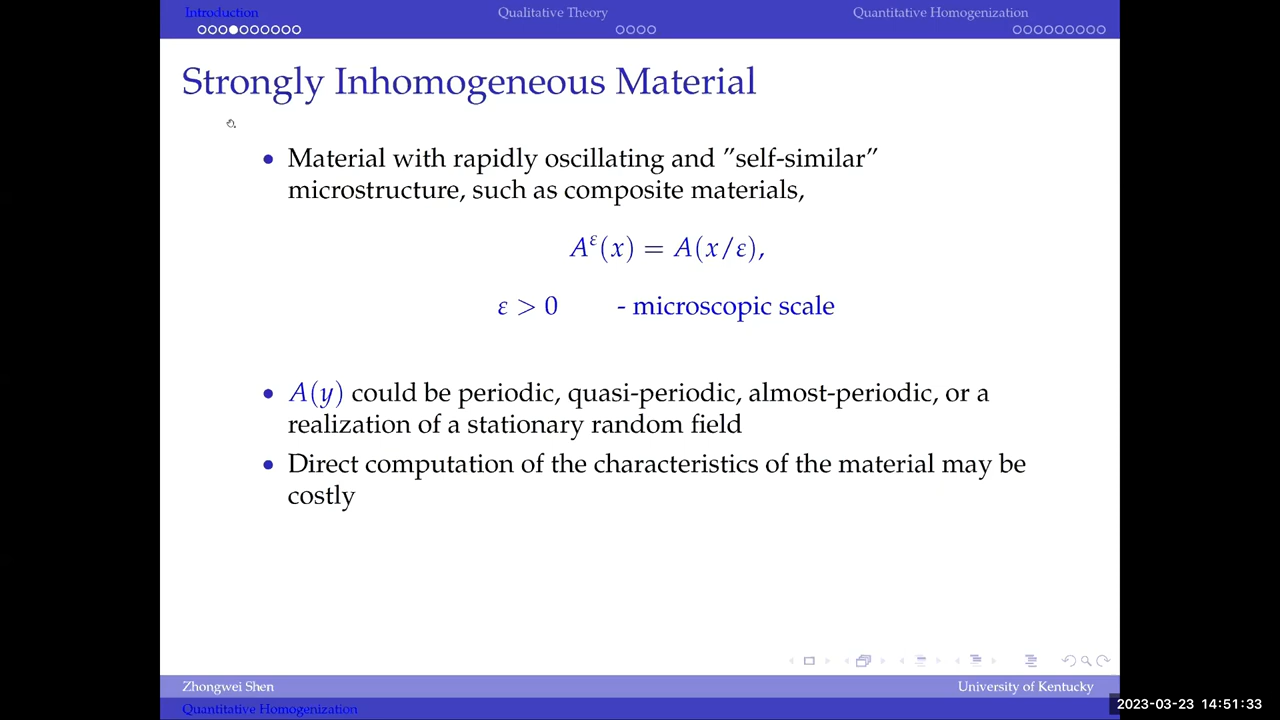 Introduction Qualitative Theory Quantitative Homogenization
Strongly Inhomogeneous Material
• Material with rapidly oscillating and ”self-similar”
microstructure, such as composite materials,
A^ε(x) = A(x/ε),
ε > 0 - microscopic scale
• A(y) could be periodic, quasi-periodic, almost-periodic, or a
realization of a stationary random field
• Direct computation of the characteristics of the material may be
costly
Zhongwei Shen University of Kentucky
Quantitative Homogenization
2023-03-23 14:51:33